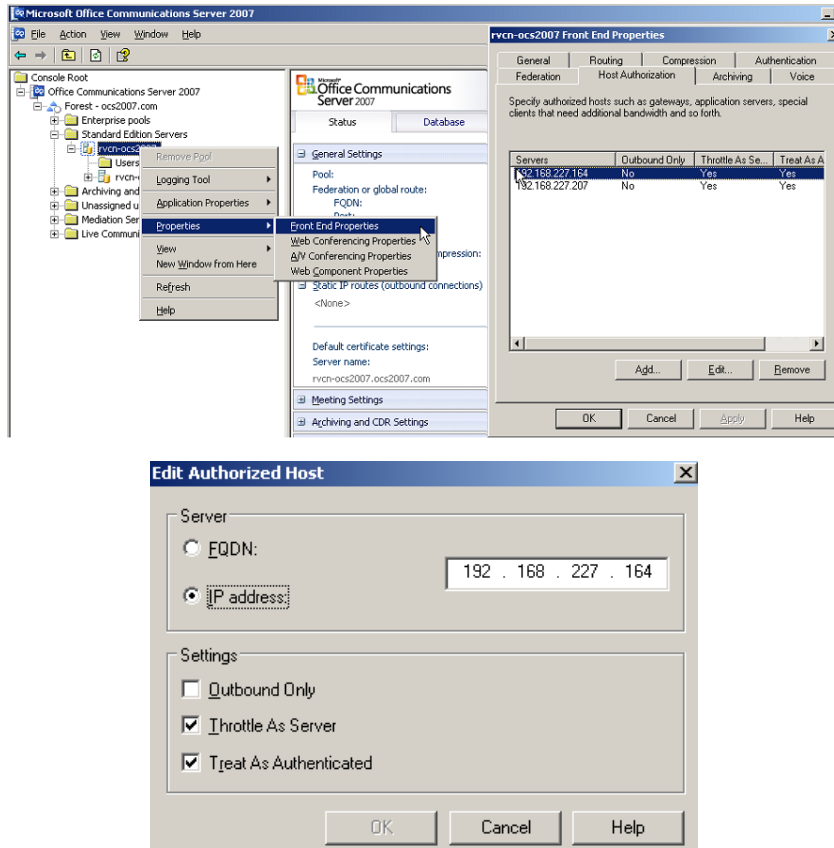 Microsoft Office Communications Server 2007
File Action View Window Help
Console Root
Office Communications Server 2007
Forest - ocs2007.com
Enterprise pools
Standard Edition Servers
rvcn-ocs2
Users
rvcn-
Archiving and
Unassigned u
Mediation Ser
Live Communi
Remove Pool
Logging Tool
Application Properties
Properties
View
New Window from Here
Refresh
Help
Front End Properties
Web Conferencing Properties
A/V Conferencing Properties
Web Component Properties
Microsoft
Office Communications
Server 2007
Status Database
General Settings
Pool:
Federation or global route:
FQDN:
mpression:
Static IP routes (outbound connections)
<None>
Default certificate settings:
Server name:
rvcn-ocs2007.ocs2007.com
Meeting Settings
Archiving and CDR Settings
rvcn-ocs2007 Front End Properties
General Routing Compression Authentication
Federation Host Authorization Archiving Voice
Specify authorized hosts such as gateways, application servers, special
clients that need additional bandwidth and so forth.
Servers Outbound Only Throttle As Se... Treat As A
192.168.227.164 No Yes Yes
192.168.227.207 No Yes Yes
Add... Edit... Remove
OK Cancel Apply Help
Edit Authorized Host
Server
FQDN:
IP address:
192 . 168 . 227 . 164
Settings
Outbound Only
Throttle As Server
Treat As Authenticated
OK Cancel Help